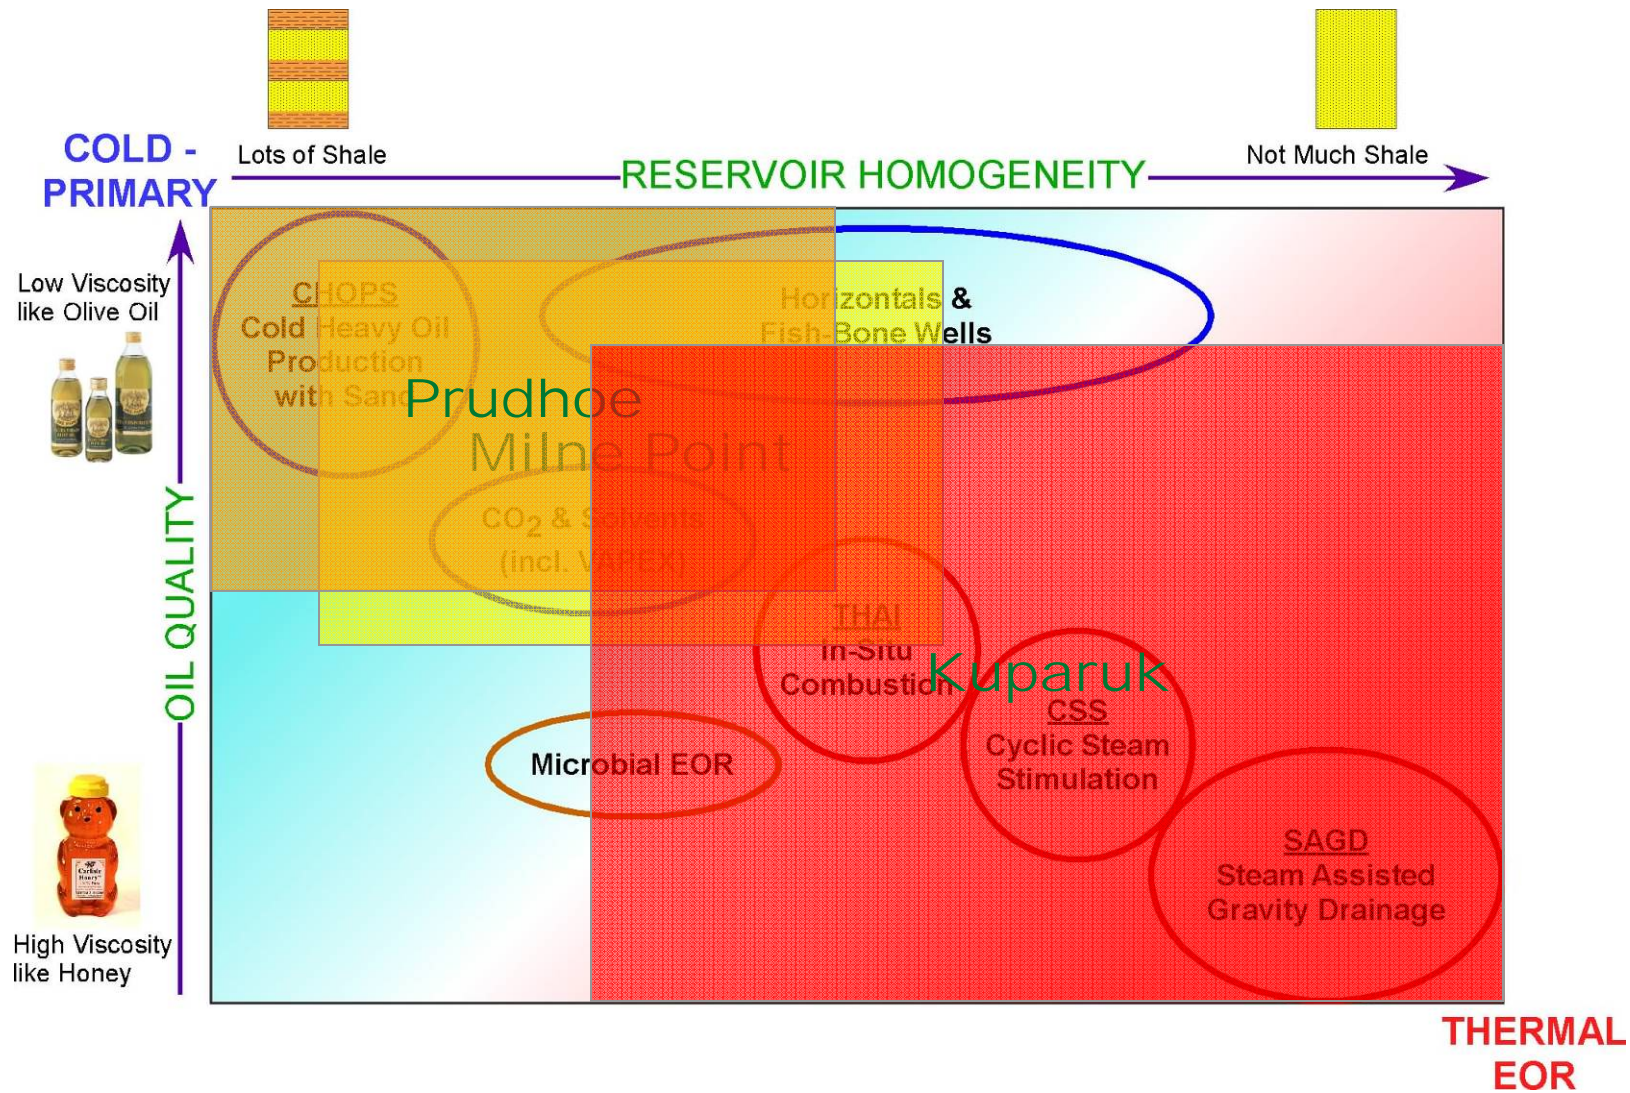 COLD -
PRIMARY
Lots of Shale
RESERVOIR HOMOGENEITY
Not Much Shale
Low Viscosity
like Olive Oil
OIL QUALITY
High Viscosity
like Honey
CHOPS
Cold Heavy Oil
Production
with Sand
Horizontals &
Fish-Bone Wells
Prudhoe
Milne Point
CO2 & Solvents
(incl. VAPEX)
THAI
In-Situ
Combustion
Kuparuk
CSS
Cyclic Steam
Stimulation
Microbial EOR
SAGD
Steam Assisted
Gravity Drainage
THERMAL
EOR